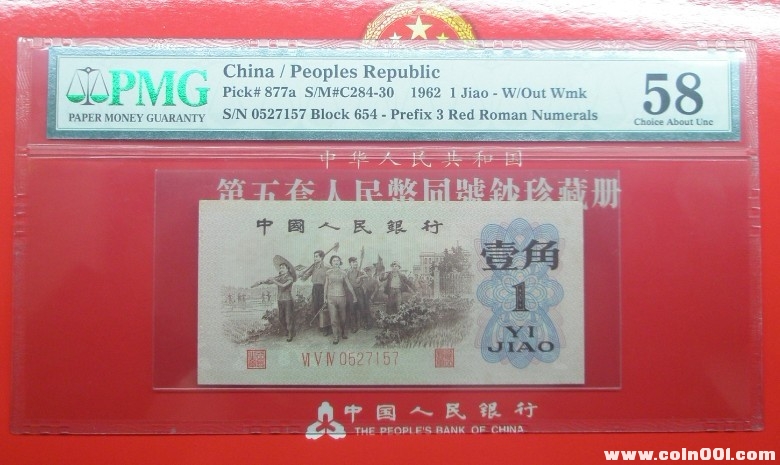 PMG
PAPER MONEY GUARANTY
China / Peoples Republic
Pick# 877a S/M#C284-30 1962 1 Jiao - W/Out Wmk
S/N 0527157 Block 654 - Prefix 3 Red Roman Numerals
58
Choice About Unc
中华人民共和国
第五套人民幣同號鈔珍藏册
中國人民銀行
壹角
1
YI
JIAO
Ⅵ Ⅴ Ⅳ 0527157
中国人民银行
THE PEOPLE'S BANK OF CHINA
www.coin001.com